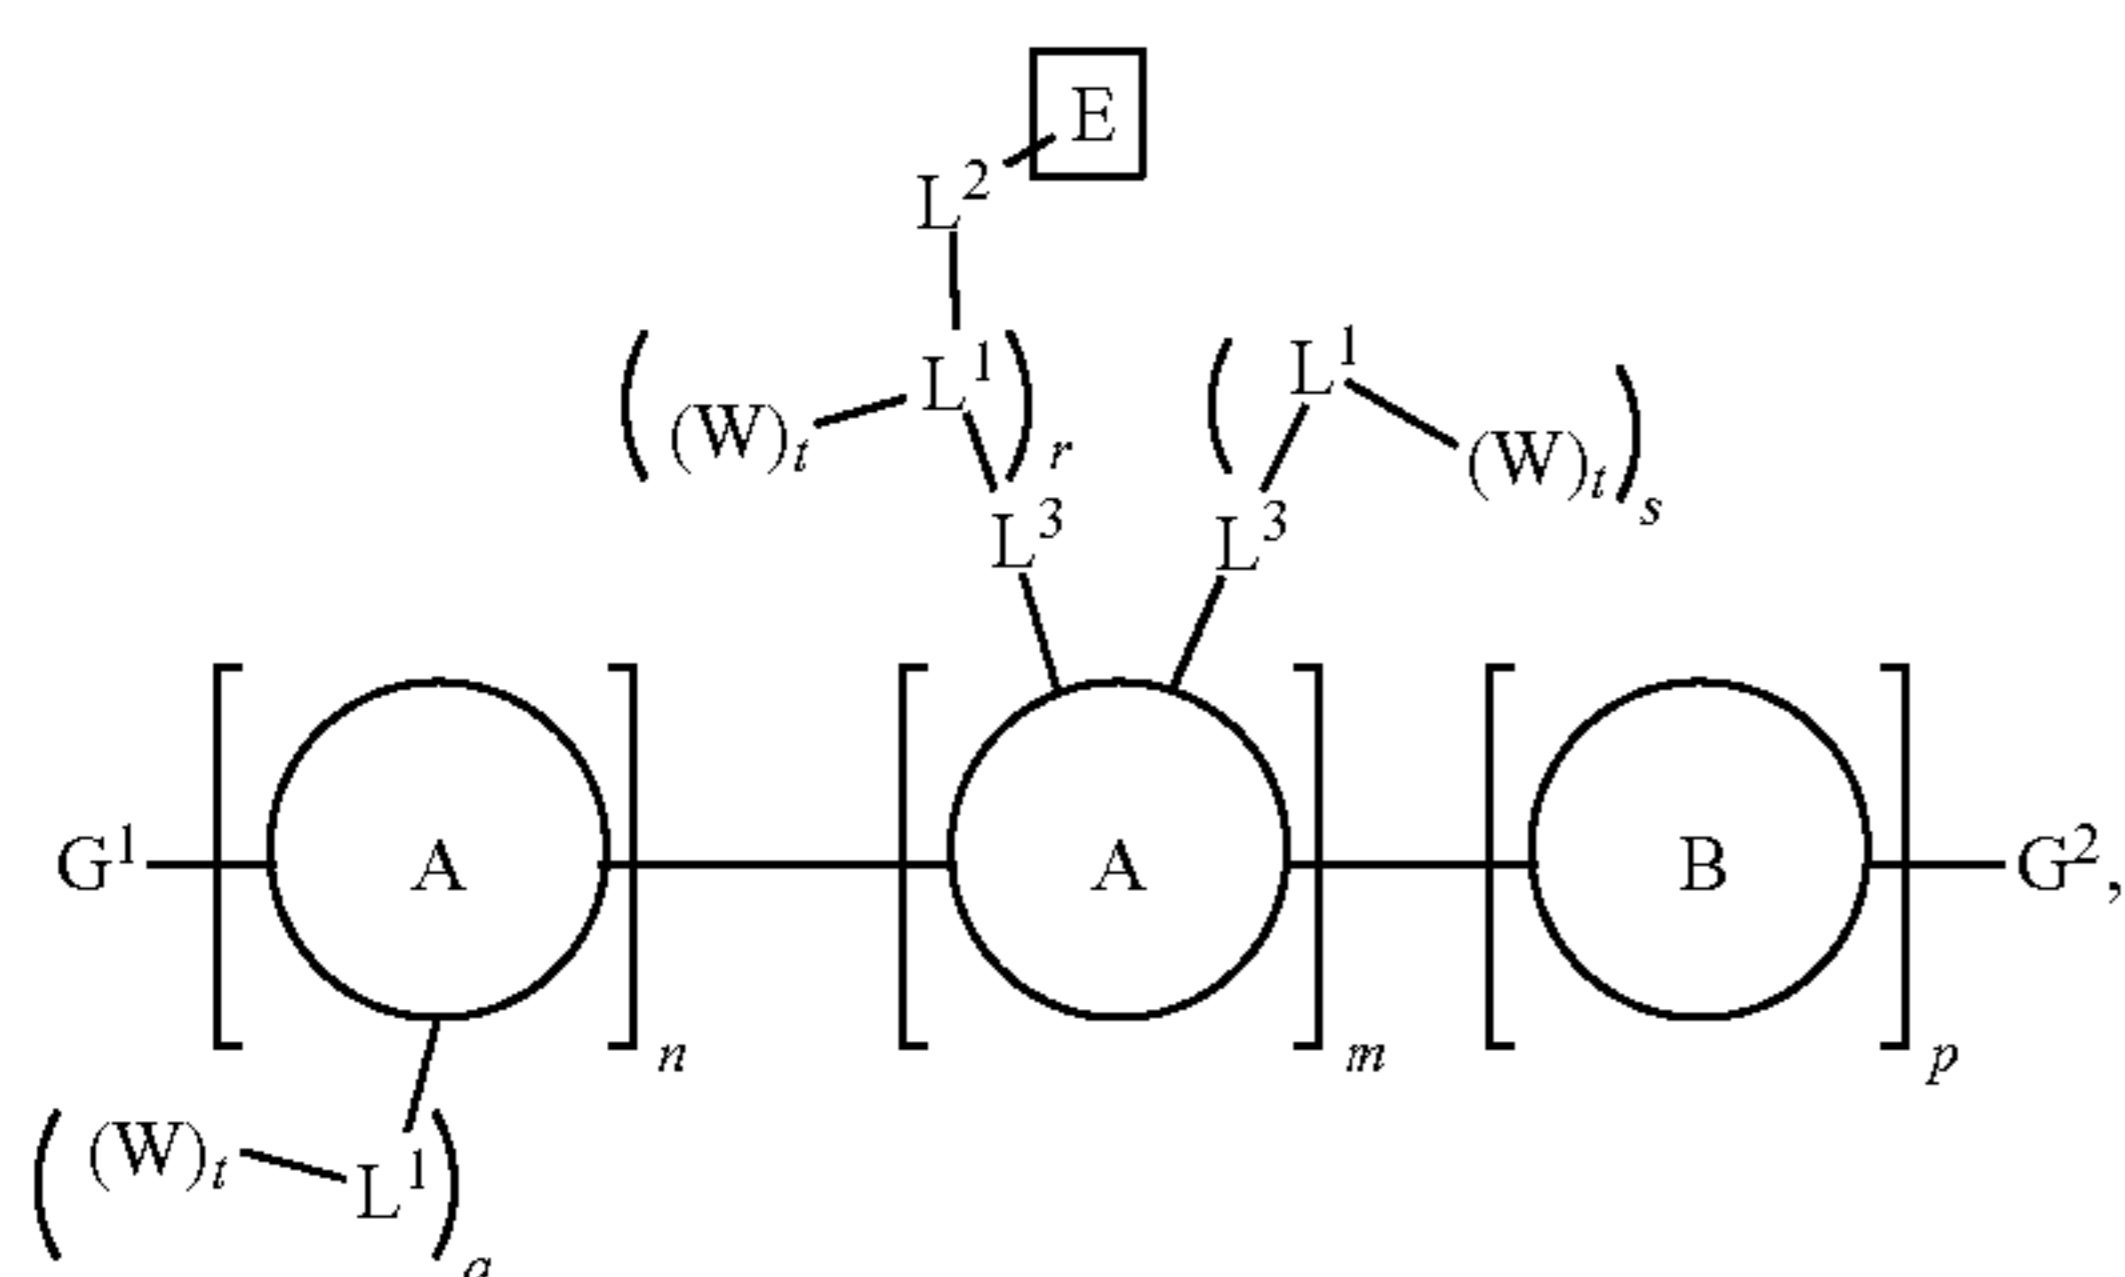 E
L²
(W)t L¹ r L¹ (W)t s
L³ L³
G¹ A n A m B p G²,
(W)t L¹